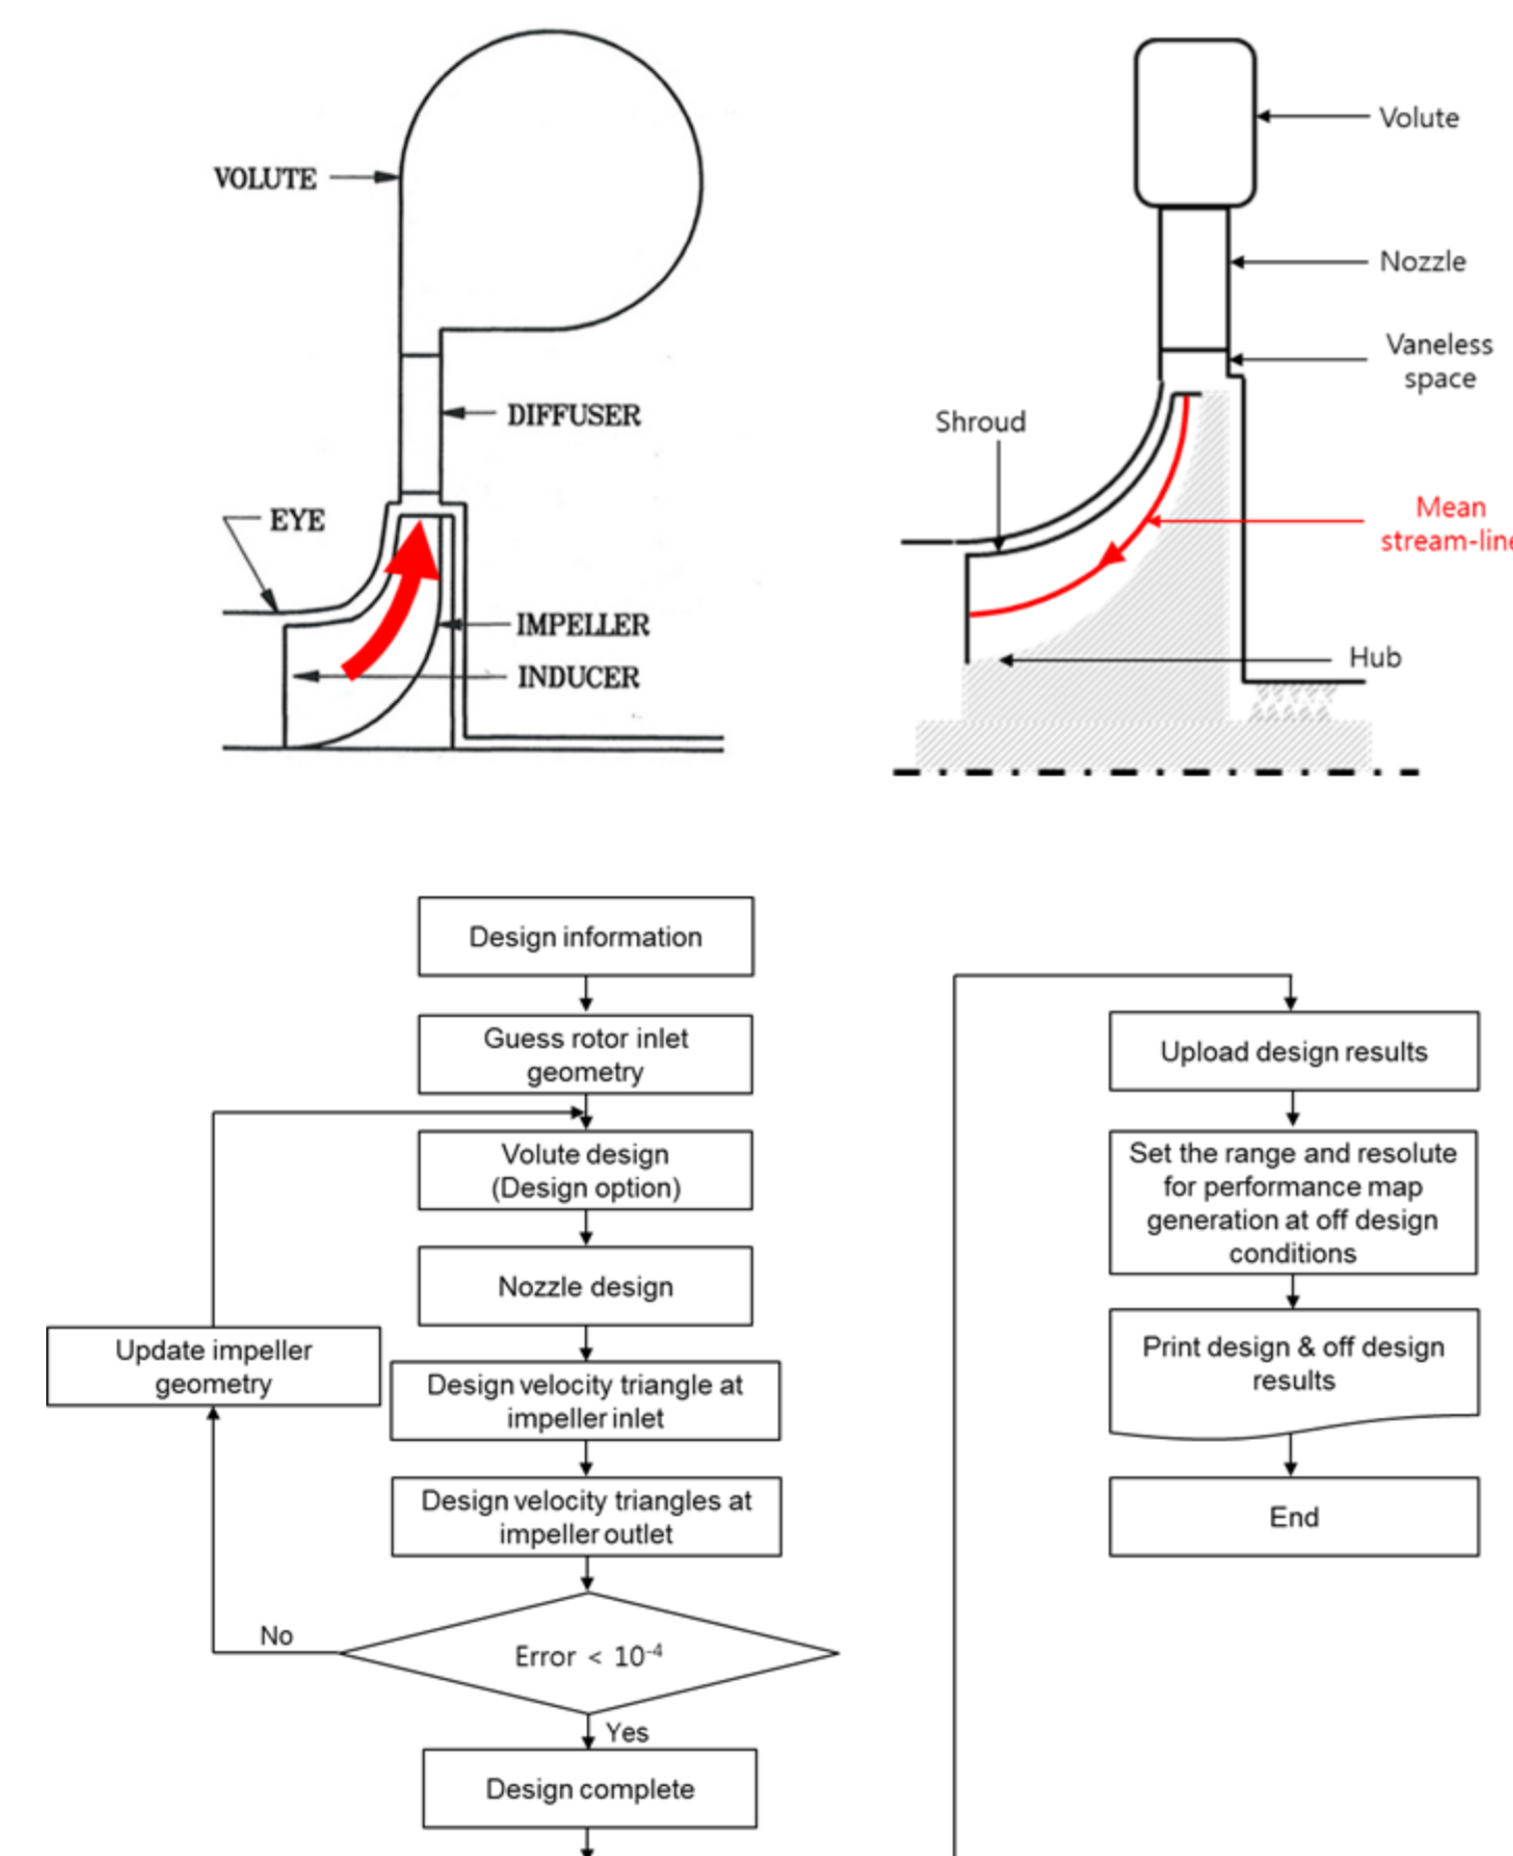 VOLUTE
DIFFUSER
EYE
IMPELLER
INDUCER
Volute
Nozzle
Vaneless
space
Shroud
Mean
stream-line
Hub
Design information
Guess rotor inlet
geometry
Volute design
(Design option)
Nozzle design
Update impeller
geometry
Design velocity triangle at
impeller inlet
Design velocity triangles at
impeller outlet
No
Error < 10⁻⁴
Yes
Design complete
Upload design results
Set the range and resolute
for performance map
generation at off design
conditions
Print design & off design
results
End